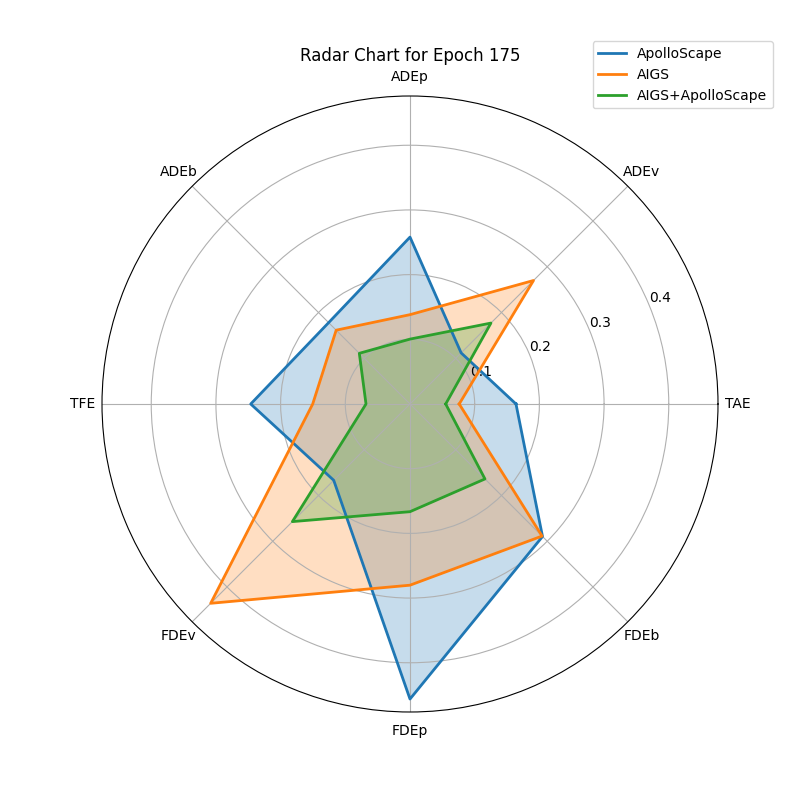 Radar Chart for Epoch 175
ApolloScape
AIGS
AIGS+ApolloScape
ADEp
ADEb
ADEv
0.4
0.3
0.2
0.1
TFE
TAE
FDEv
FDEb
FDEp